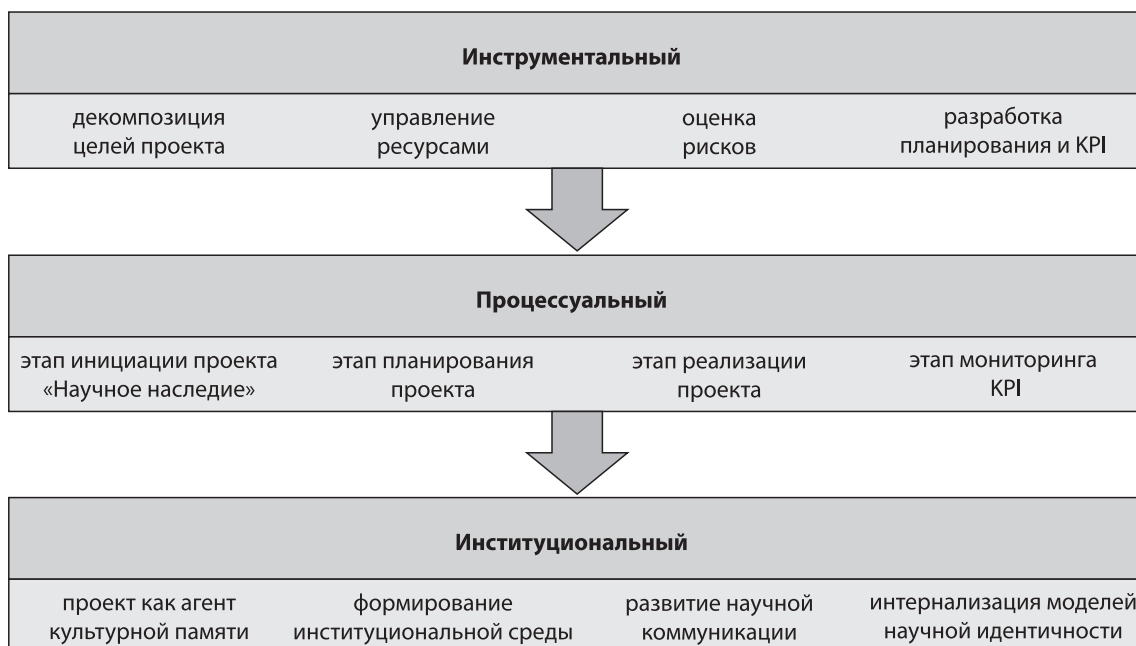 Инструментальный
декомпозиция
целей проекта
управление
ресурсами
оценка
рисков
разработка
планирования и KPI
Процессуальный
этап инициации проекта
«Научное наследие»
этап планирования
проекта
этап реализации
проекта
этап мониторинга
KPI
Институциональный
проект как агент
культурной памяти
формирование
институциональной среды
развитие научной
коммуникации
интернализация моделей
научной идентичности